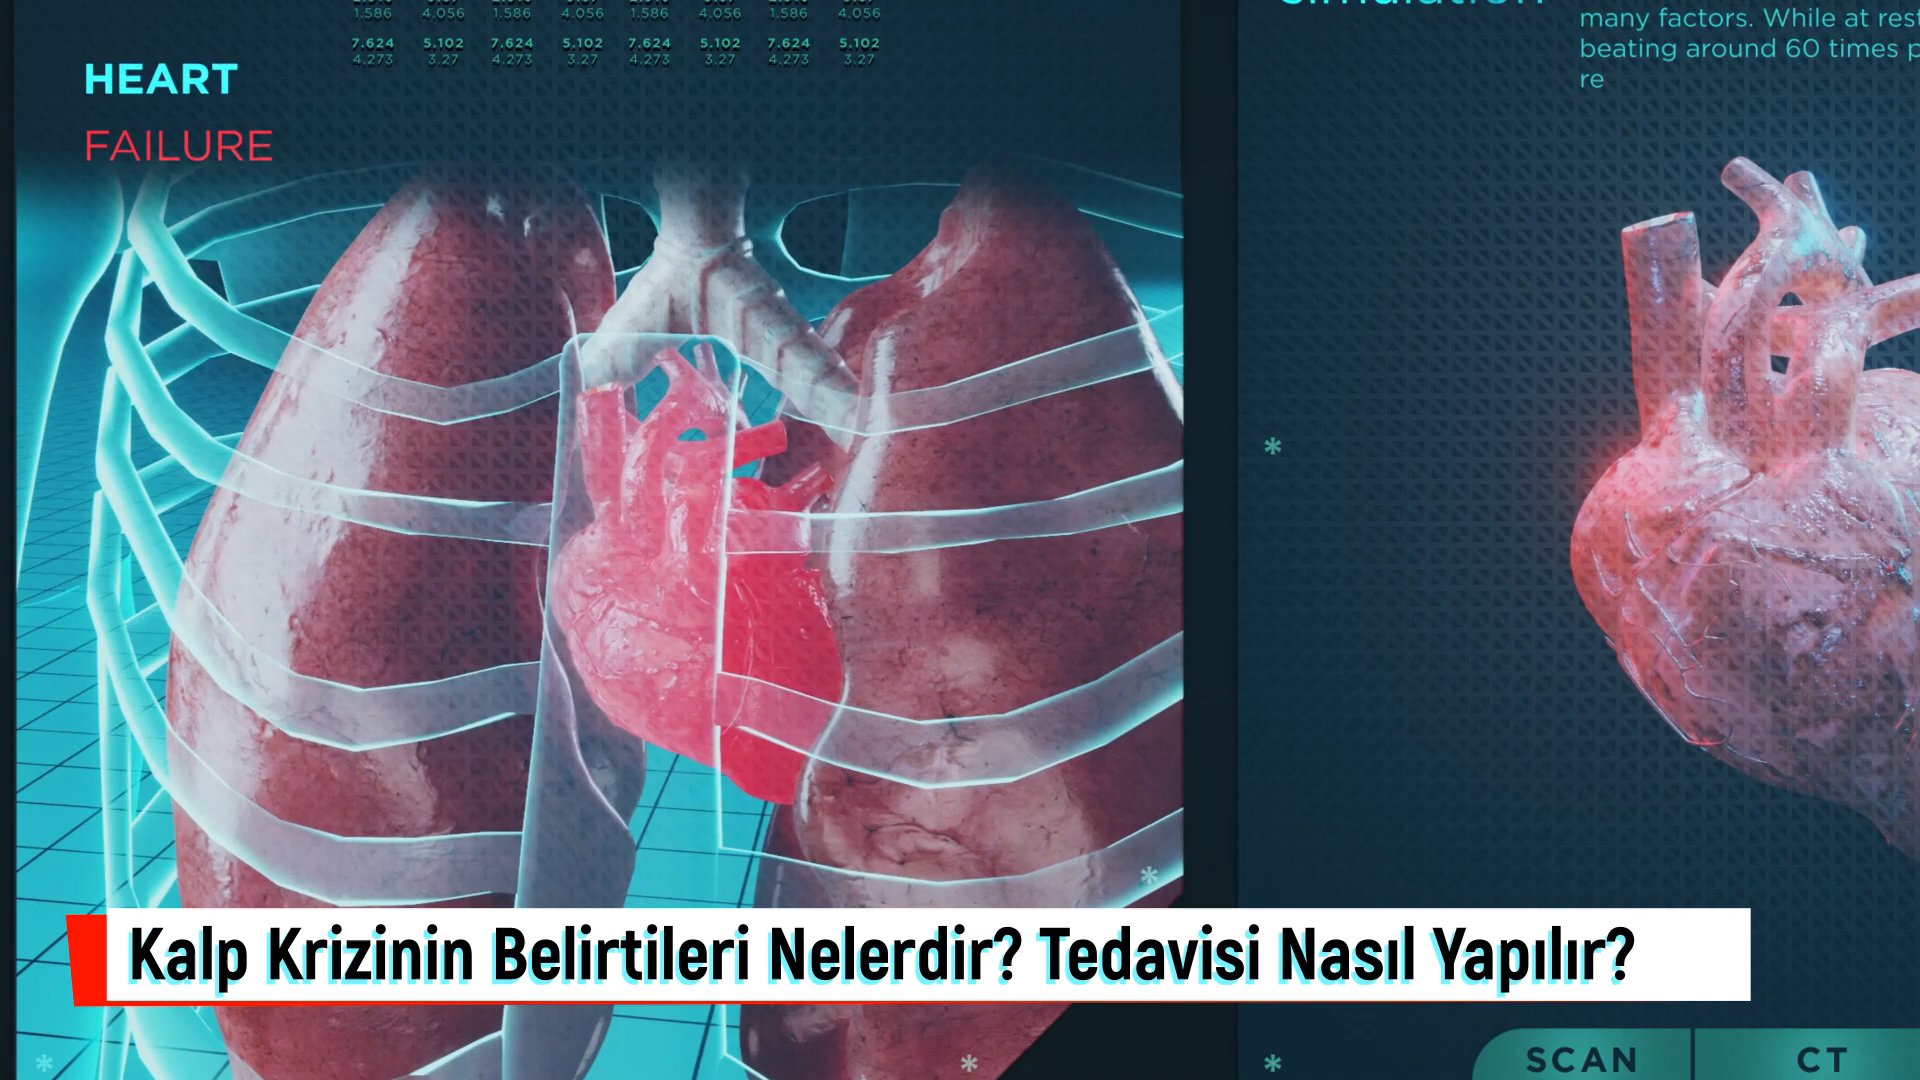 1.586 4.056 1.586 4.056 1.586 4.056 1.586 4.056
7.624 5.102 7.624 5.102 7.624 5.102 7.624 5.102
4.273 3.27 4.273 3.27 4.273 3.27 4.273 3.27
HEART
FAILURE
many factors. While at rest
beating around 60 times p
re
*
*
Kalp Krizinin Belirtileri Nelerdir? Tedavisi Nasıl Yapılır?
SCAN CT
* * *